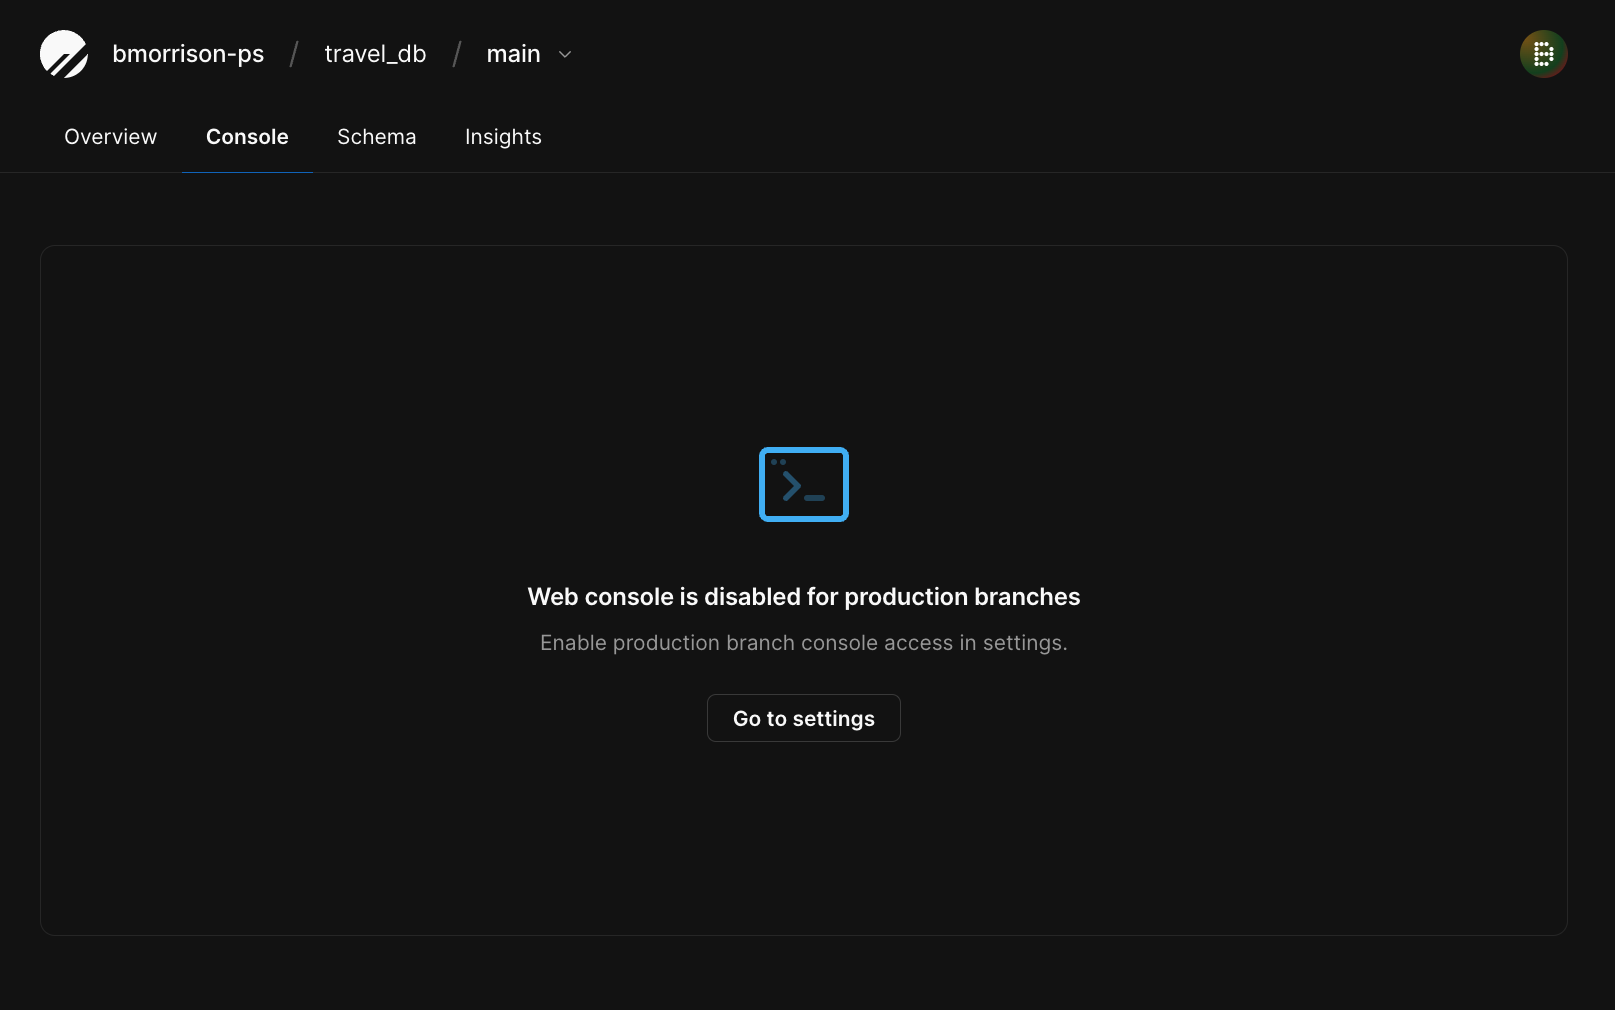 bmorrison-ps / travel_db / main
Overview Console Schema Insights
B
>_
Web console is disabled for production branches
Enable production branch console access in settings.
Go to settings